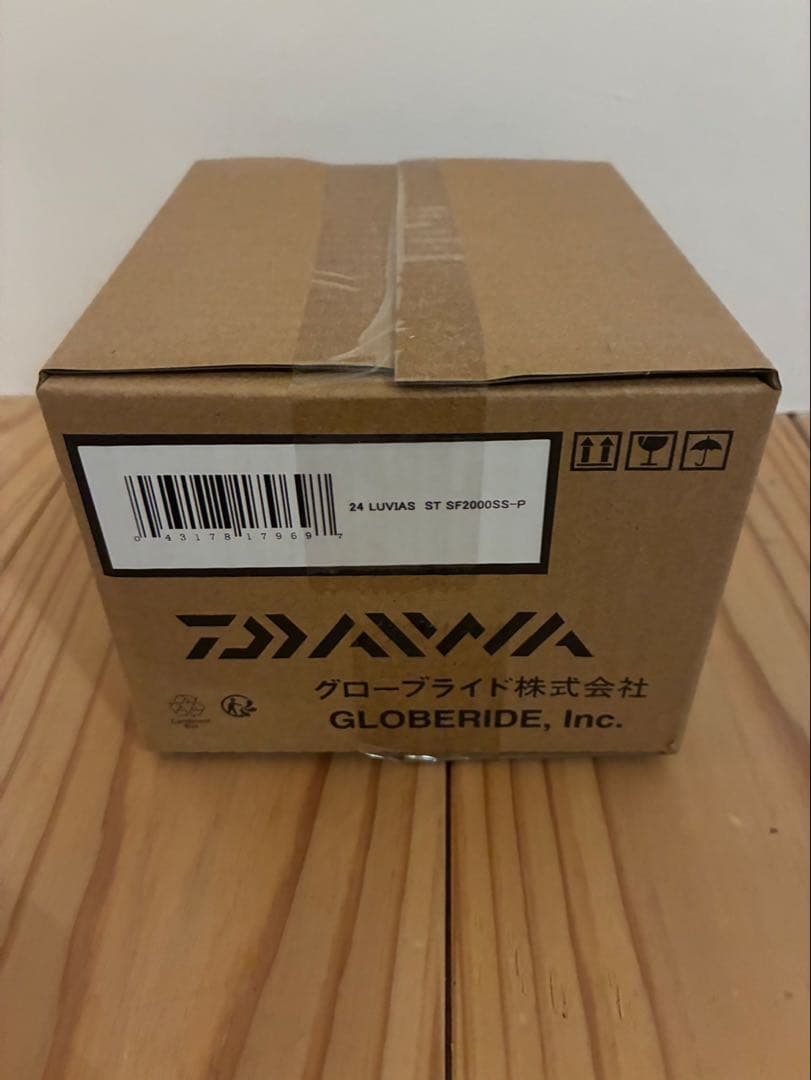 24 LUVIAS ST SF2000SS-P
0 43178 17969 7
DAIWA
グローブライド株式会社
GLOBERIDE, Inc.